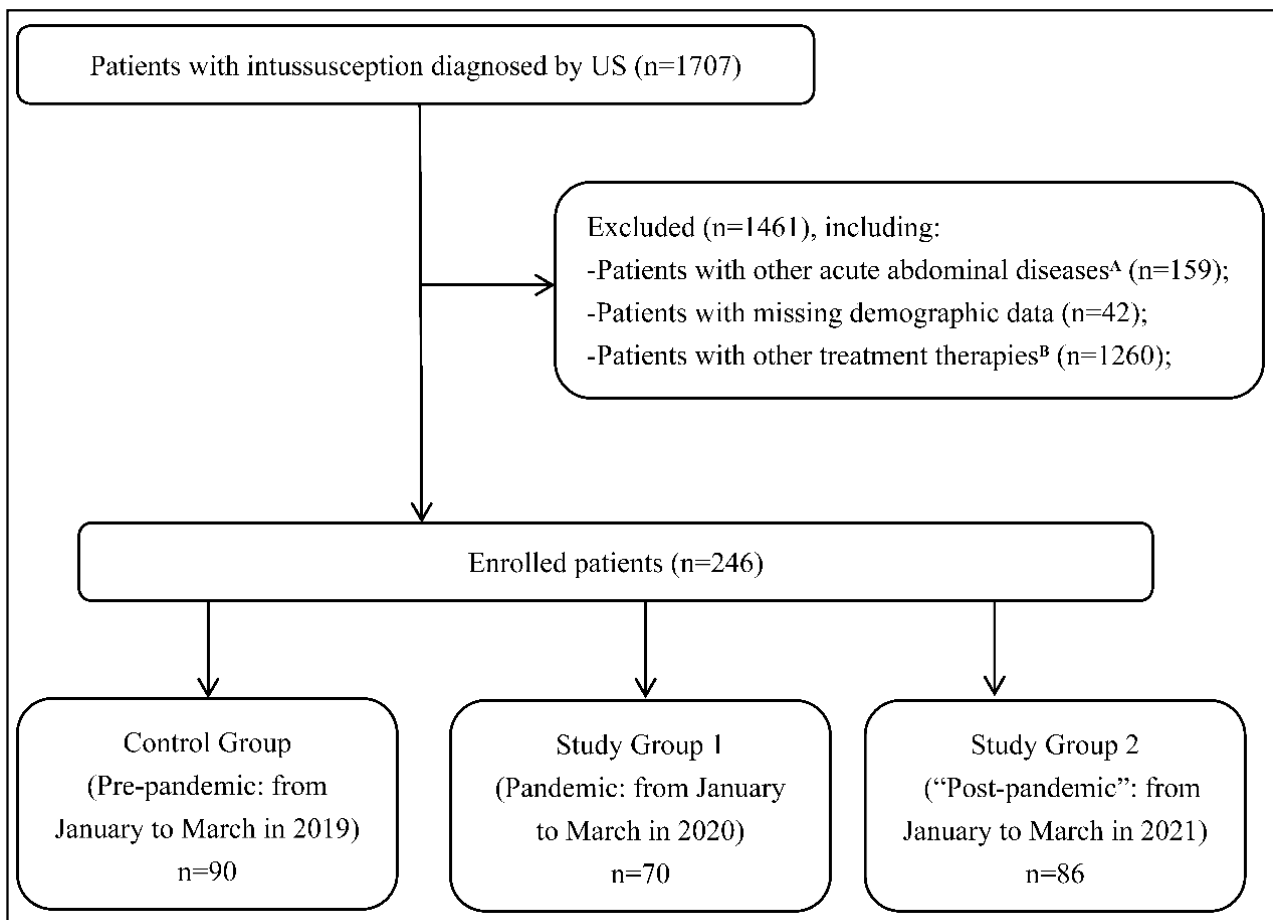 Patients with intussusception diagnosed by US (n=1707)
Excluded (n=1461), including:
-Patients with other acute abdominal diseasesᴬ (n=159);
-Patients with missing demographic data (n=42);
-Patients with other treatment therapiesᴮ (n=1260);
Enrolled patients (n=246)
Control Group
(Pre-pandemic: from
January to March in 2019)
n=90
Study Group 1
(Pandemic: from January
to March in 2020)
n=70
Study Group 2
(“Post-pandemic”: from
January to March in 2021)
n=86